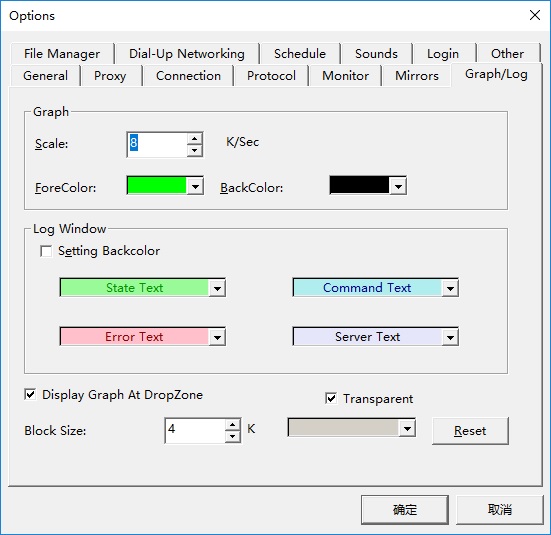 Options
File Manager Dial-Up Networking Schedule Sounds Login Other
General Proxy Connection Protocol Monitor Mirrors Graph/Log
Graph
Scale: 8 K/Sec
ForeColor: BackColor:
Log Window
Setting Backcolor
State Text Command Text
Error Text Server Text
Display Graph At DropZone Transparent
Block Size: 4 K Reset
确定 取消